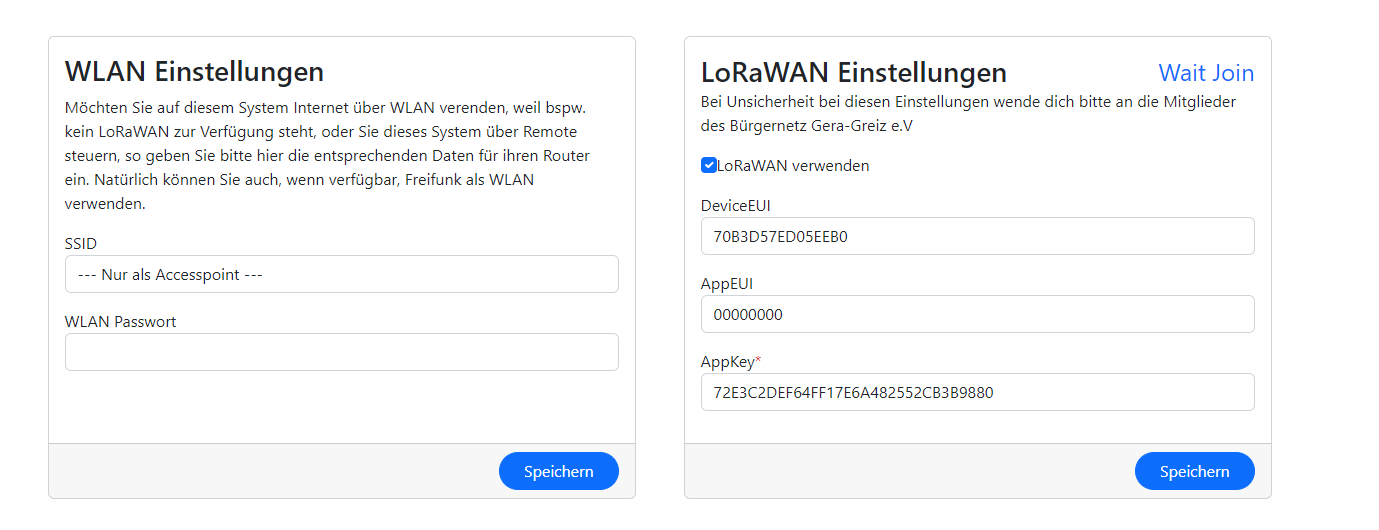 WLAN Einstellungen
Möchten Sie auf diesem System Internet über WLAN verenden, weil bspw.
kein LoRaWAN zur Verfügung steht, oder Sie dieses System über Remote
steuern, so geben Sie bitte hier die entsprechenden Daten für ihren Router
ein. Natürlich können Sie auch, wenn verfügbar, Freifunk als WLAN
verwenden.
SSID
--- Nur als Accesspoint ---
WLAN Passwort
Speichern
LoRaWAN Einstellungen
Wait Join
Bei Unsicherheit bei diesen Einstellungen wende dich bitte an die Mitglieder
des Bürgernetz Gera-Greiz e.V
LoRaWAN verwenden
DeviceEUI
70B3D57ED05EEB0
AppEUI
00000000
AppKey*
72E3C2DEF64FF17E6A482552CB3B9880
Speichern